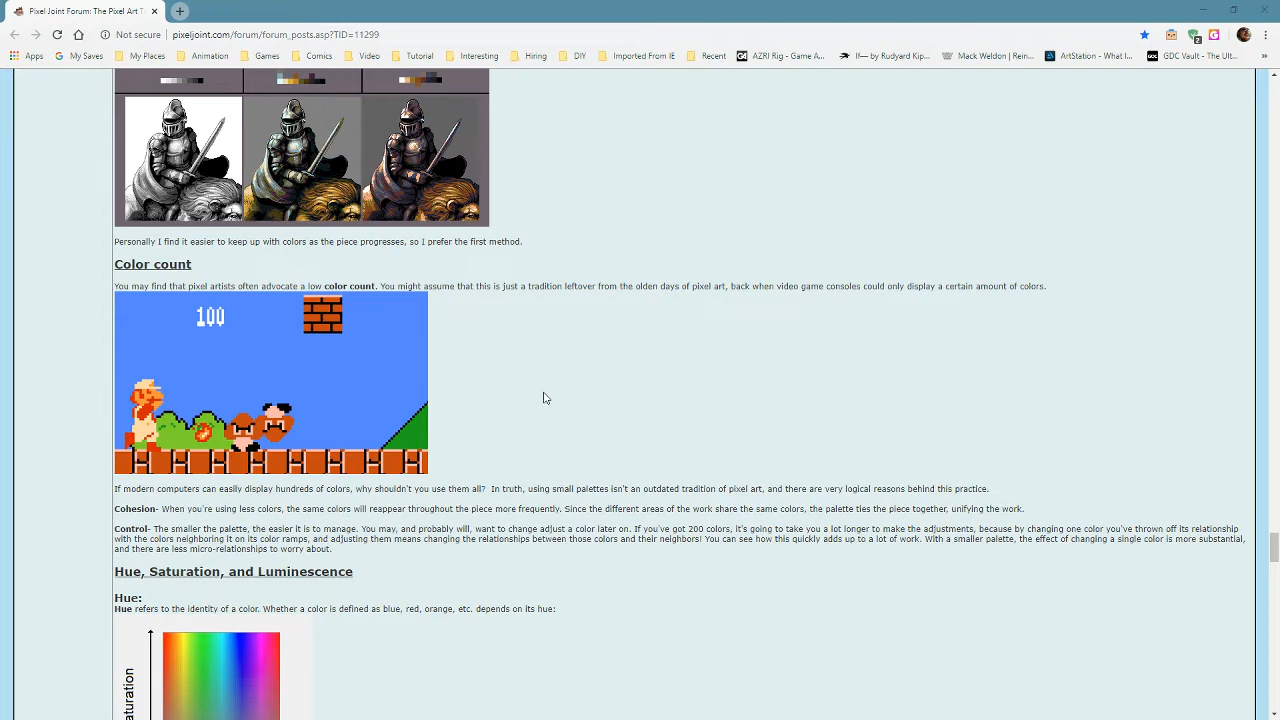 Pixel Joint Forum: The Pixel Art T
Not secure
pixeljoint.com/forum/forum_posts.asp?TID=11299
2
Apps
My Saves
My Places
Animation
Games
Comics
Video
Tutorial
Interesting
Hiring
DIY
Imported From IE
Recent
AZRI Rig - Game A...
If— by Rudyard Kip...
Mack Weldon | Rein...
ArtStation - What I...
GDC Vault - The Ult...
»
Personally I find it easier to keep up with colors as the piece progresses, so I prefer the first method.
Color count
You may find that pixel artists often advocate a low color count. You might assume that this is just a tradition leftover from the olden days of pixel art, back when video game consoles could only display a certain amount of colors.
100
If modern computers can easily display hundreds of colors, why shouldn't you use them all? In truth, using small palettes isn't an outdated tradition of pixel art, and there are very logical reasons behind this practice.
Cohesion- When you're using less colors, the same colors will reappear throughout the piece more frequently. Since the different areas of the work share the same colors, the palette ties the piece together, unifying the work.
Control- The smaller the palette, the easier it is to manage. You may, and probably will, want to change adjust a color later on. If you've got 200 colors, it's going to take you a lot longer to make the adjustments, because by changing one color you've thrown off its relationship
with the colors neighboring it on its color ramps, and adjusting them means changing the relationships between those colors and their neighbors! You can see how this quickly adds up to a lot of work. With a smaller palette, the effect of changing a single color is more substantial,
and there are less micro-relationships to worry about.
Hue, Saturation, and Luminescence
Hue:
Hue refers to the identity of a color. Whether a color is defined as blue, red, orange, etc. depends on its hue:
aturation